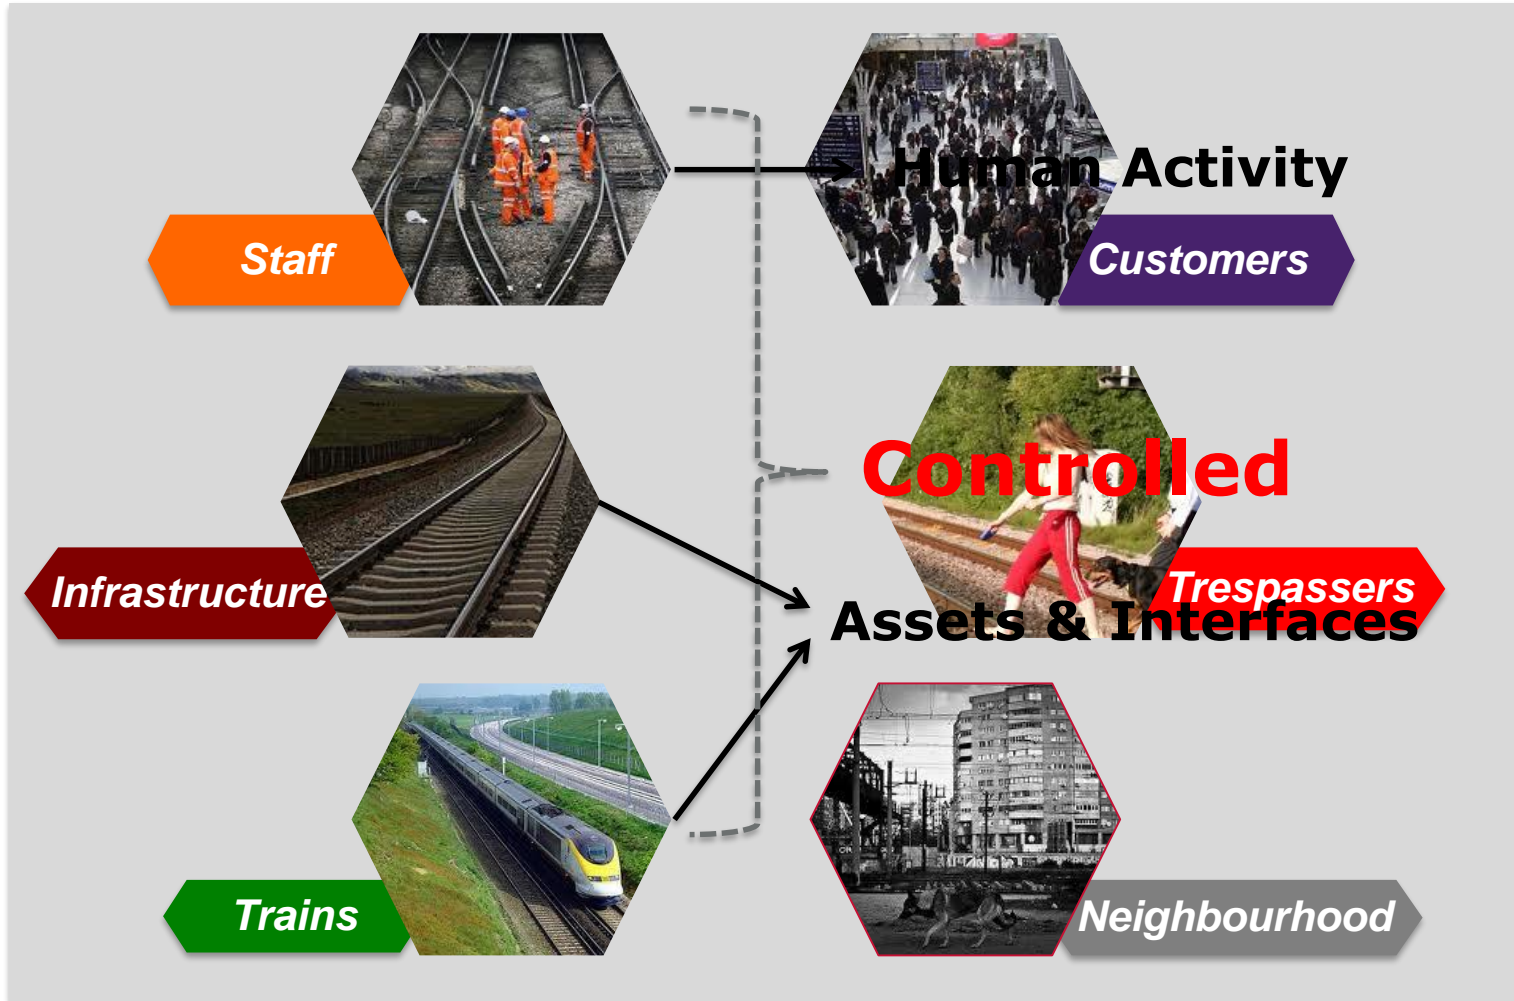 Human Activity
Staff
Customers
Controlled
Infrastructure
Trespassers
Assets & Interfaces
Trains
Neighbourhood